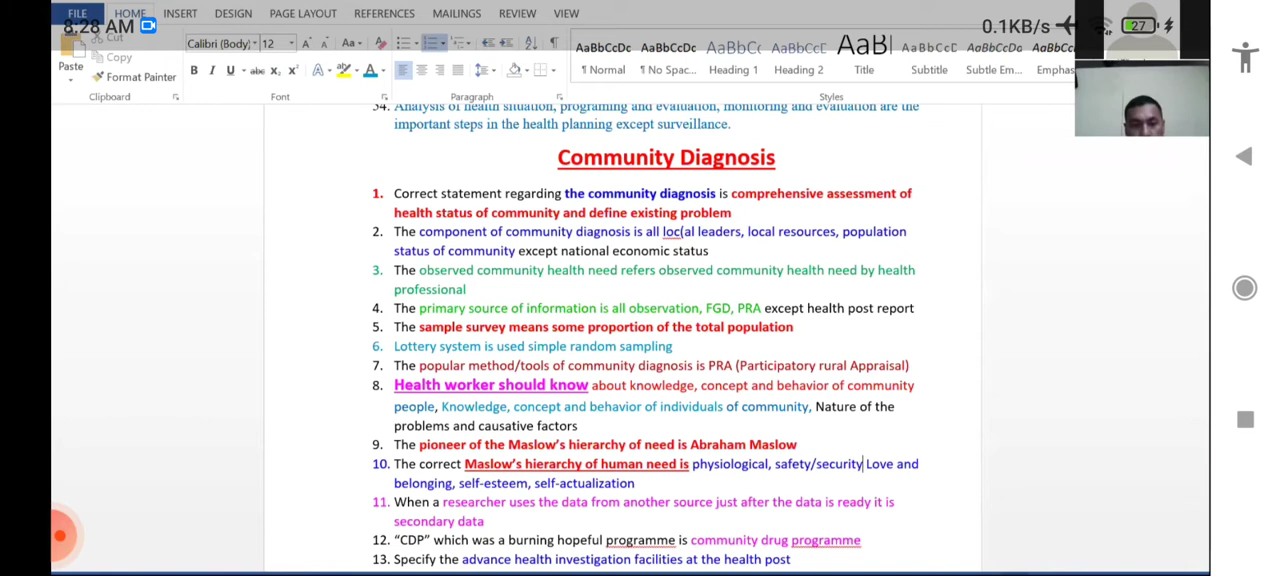 FILE HOME INSERT DESIGN PAGE LAYOUT REFERENCES MAILINGS REVIEW VIEW
8:28 AM 0.1KB/s 27
Cut Calibri (Body) 12 Aa AaBbCcDc AaBbCcDc AaBbCc AaBbCcE AaB AaBbCcD AaBbCcDc AaBbCc
Copy
Paste Format Painter B I U abc X₂ X² A A ¶ Normal ¶ No Spac... Heading 1 Heading 2 Title Subtitle Subtle Em... Emphas
Clipboard Font Paragraph Styles
34. Analysis of health situation, programing and evaluation, monitoring and evaluation are the
important steps in the health planning except surveillance.
Community Diagnosis
1. Correct statement regarding the community diagnosis is comprehensive assessment of
health status of community and define existing problem
2. The component of community diagnosis is all loc(al leaders, local resources, population
status of community except national economic status
3. The observed community health need refers observed community health need by health
professional
4. The primary source of information is all observation, FGD, PRA except health post report
5. The sample survey means some proportion of the total population
6. Lottery system is used simple random sampling
7. The popular method/tools of community diagnosis is PRA (Participatory rural Appraisal)
8. Health worker should know about knowledge, concept and behavior of community
people, Knowledge, concept and behavior of individuals of community, Nature of the
problems and causative factors
9. The pioneer of the Maslow's hierarchy of need is Abraham Maslow
10. The correct Maslow's hierarchy of human need is physiological, safety/security Love and
belonging, self-esteem, self-actualization
11. When a researcher uses the data from another source just after the data is ready it is
secondary data
12. "CDP" which was a burning hopeful programme is community drug programme
13. Specify the advance health investigation facilities at the health post